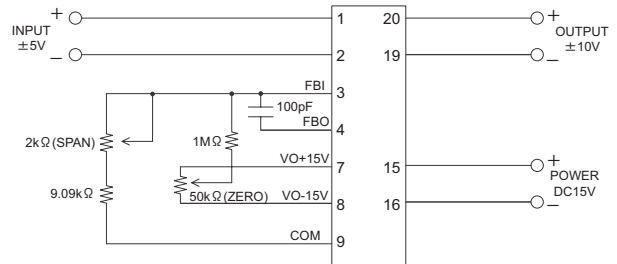 + 1 20 +
INPUT OUTPUT
±5V ±10V
− 2 19 −
FBI 3
100pF
FBO 4
2kΩ(SPAN) 1MΩ
VO+15V 7 15 +
POWER
9.09kΩ 50kΩ(ZERO) DC15V
VO-15V 8 16 −
COM 9